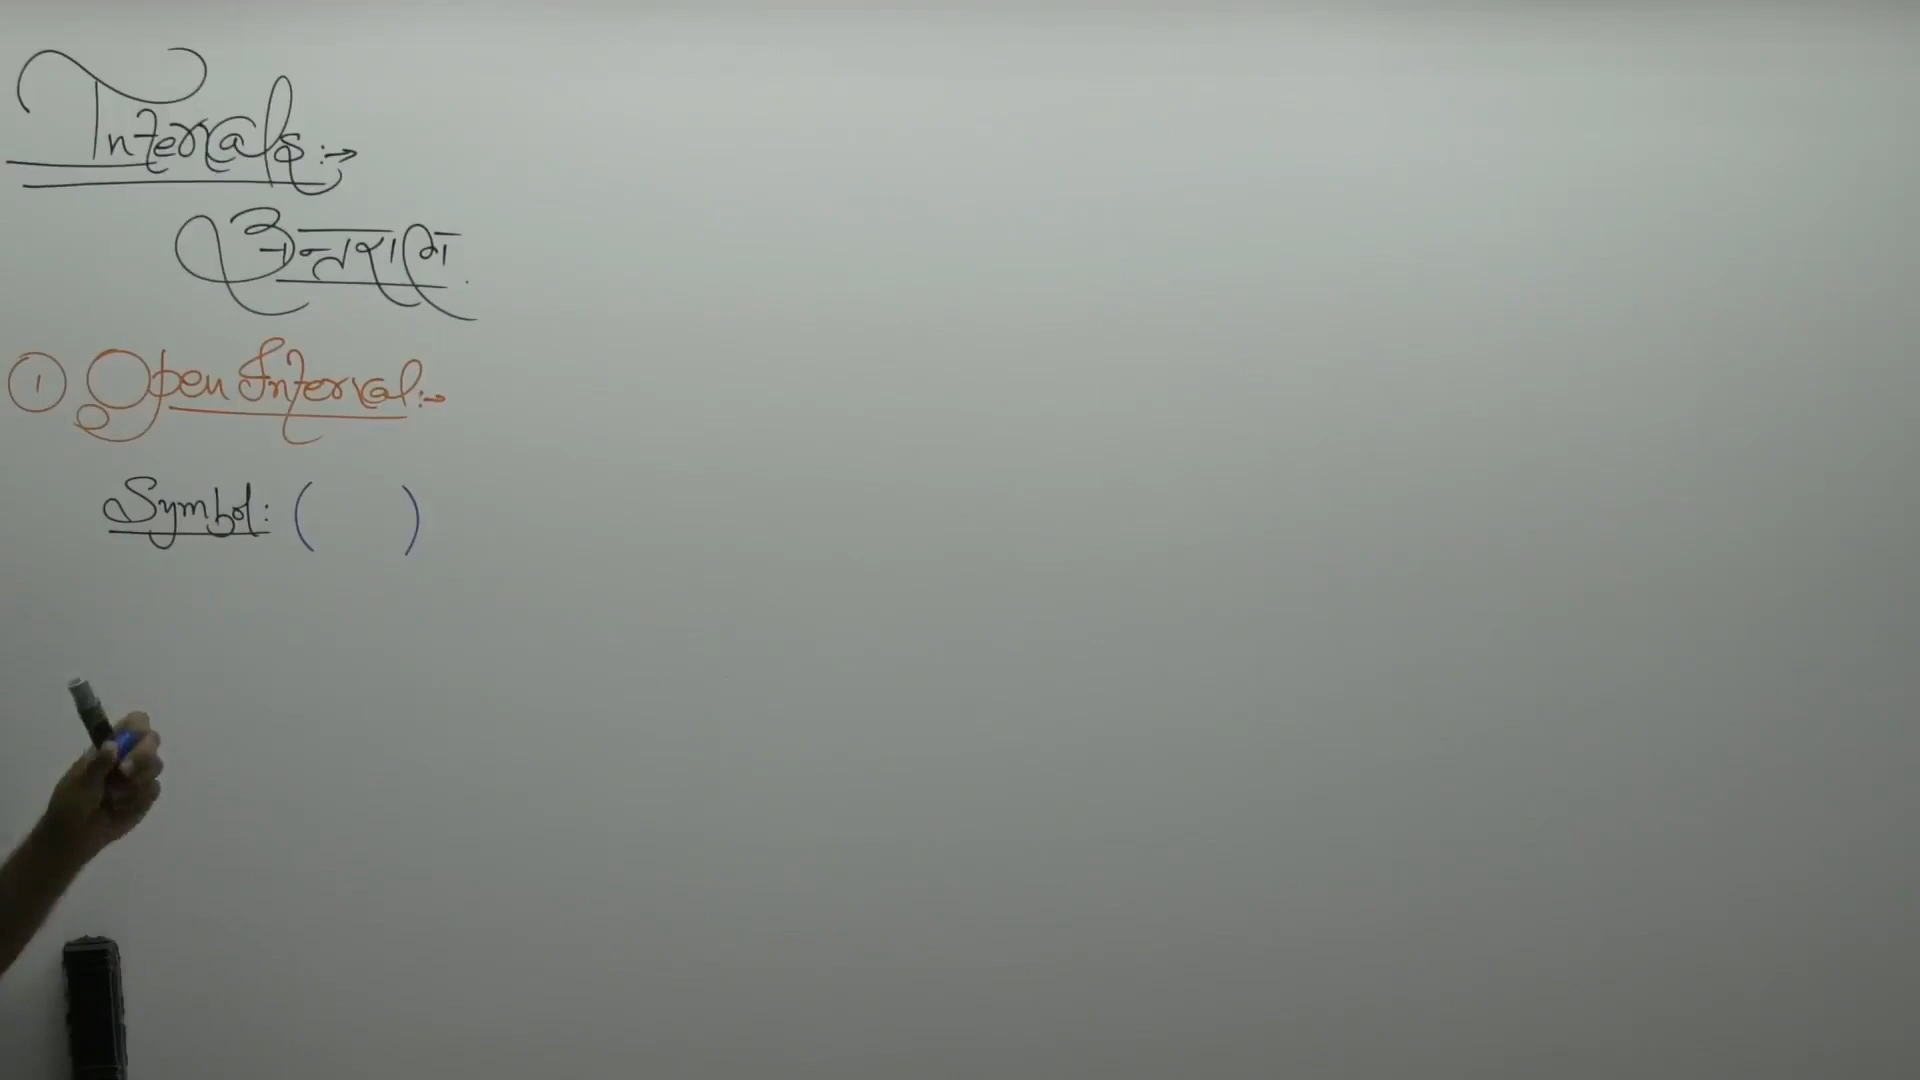 Intervals :→
अन्तराल
① Open Interval :→
Symbol : ( )